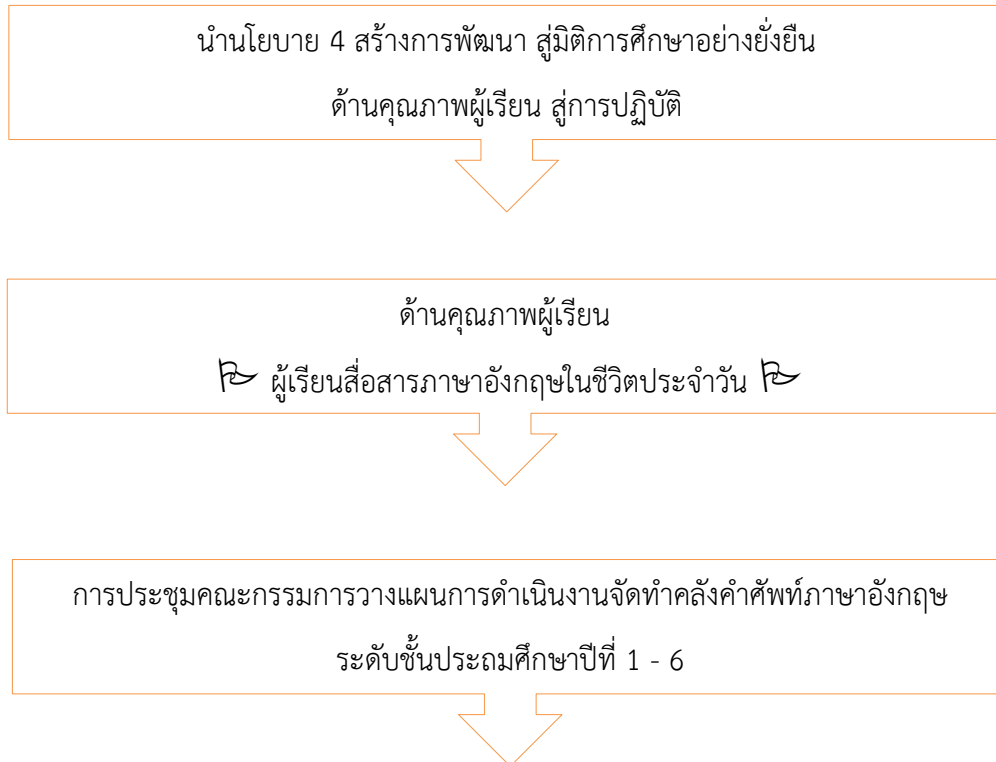 นำนโยบาย 4 สร้างการพัฒนา สู่มิติการศึกษาอย่างยั่งยืน
ด้านคุณภาพผู้เรียน สู่การปฏิบัติ
ด้านคุณภาพผู้เรียน
ผู้เรียนสื่อสารภาษาอังกฤษในชีวิตประจำวัน
การประชุมคณะกรรมการวางแผนการดำเนินงานจัดทำคลังคำศัพท์ภาษาอังกฤษ
ระดับชั้นประถมศึกษาปีที่ 1 - 6